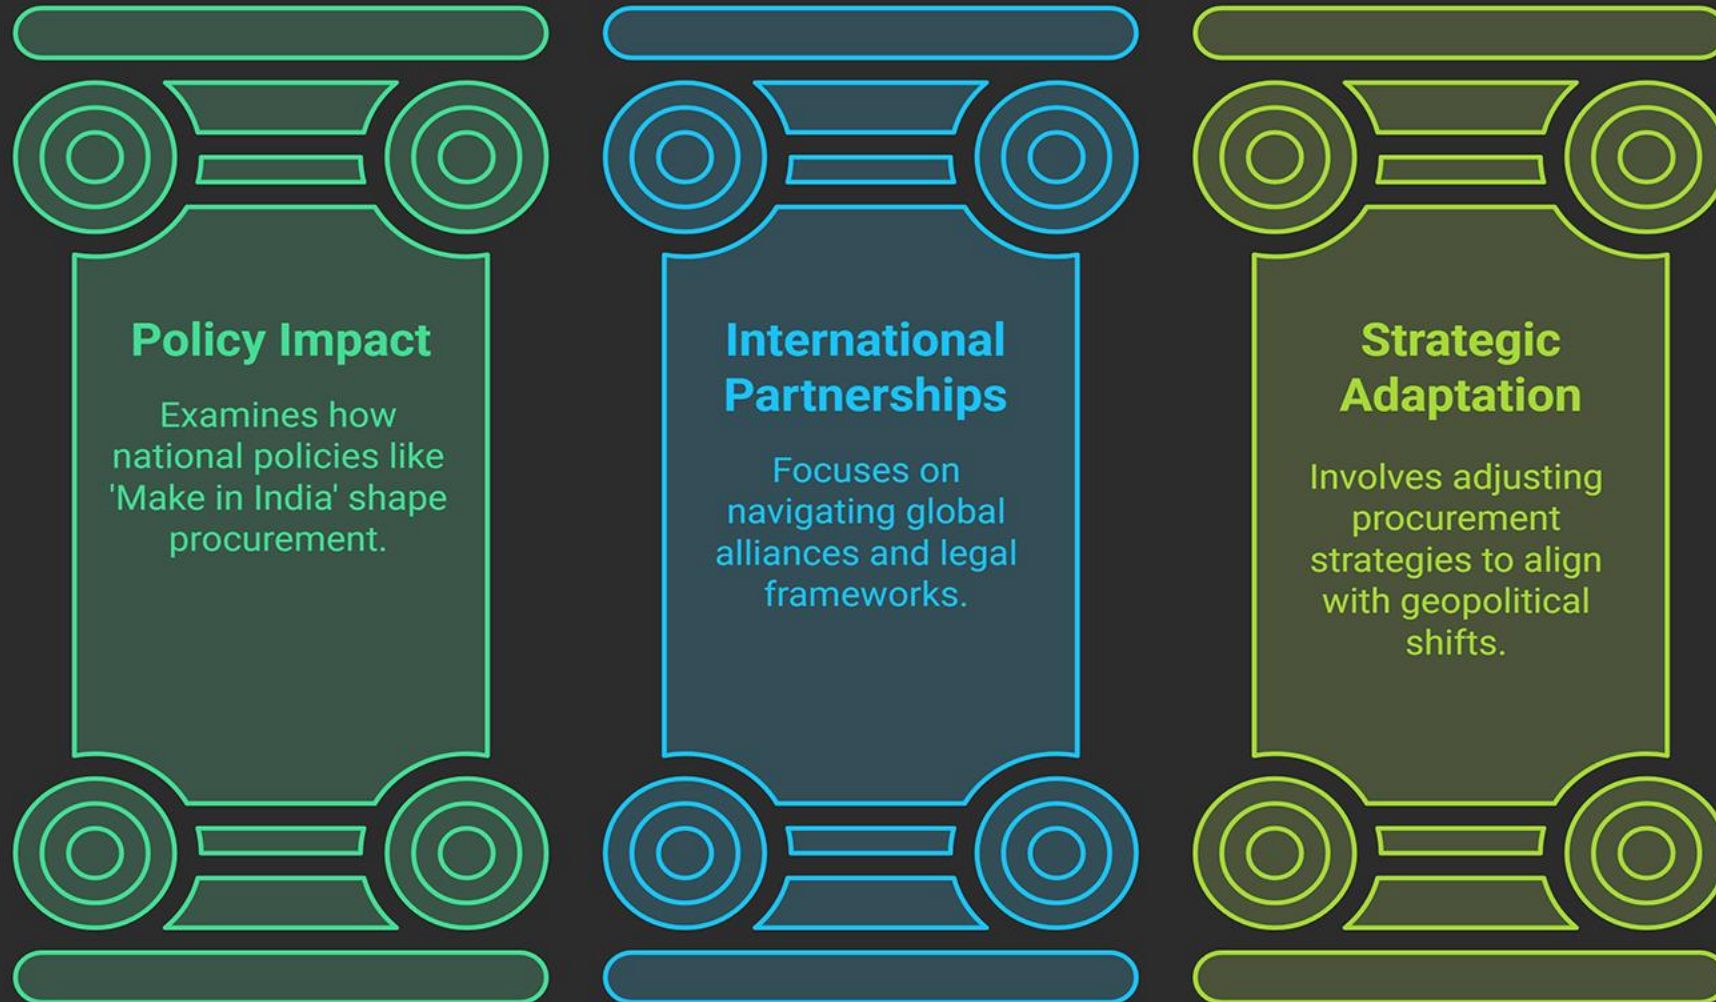 Policy Impact
Examines how
national policies like
'Make in India' shape
procurement.
International
Partnerships
Focuses on
navigating global
alliances and legal
frameworks.
Strategic
Adaptation
Involves adjusting
procurement
strategies to align
with geopolitical
shifts.